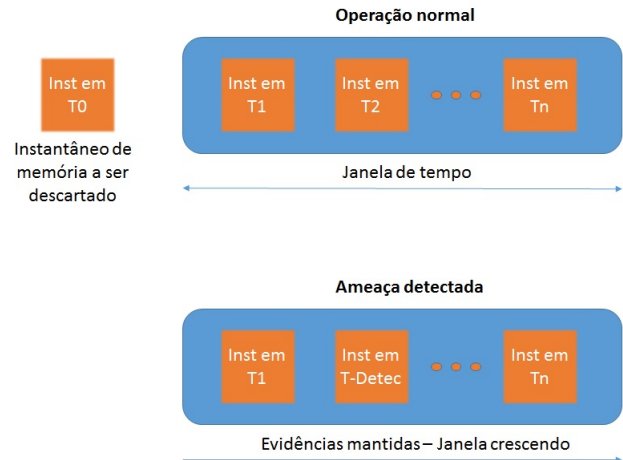 Operação normal
Inst em
T0
Inst em
T1
Inst em
T2
Inst em
Tn
Instantâneo de
memória a ser
descartado
Janela de tempo
Ameaça detectada
Inst em
T1
Inst em
T-Detec
Inst em
Tn
Evidências mantidas – Janela crescendo